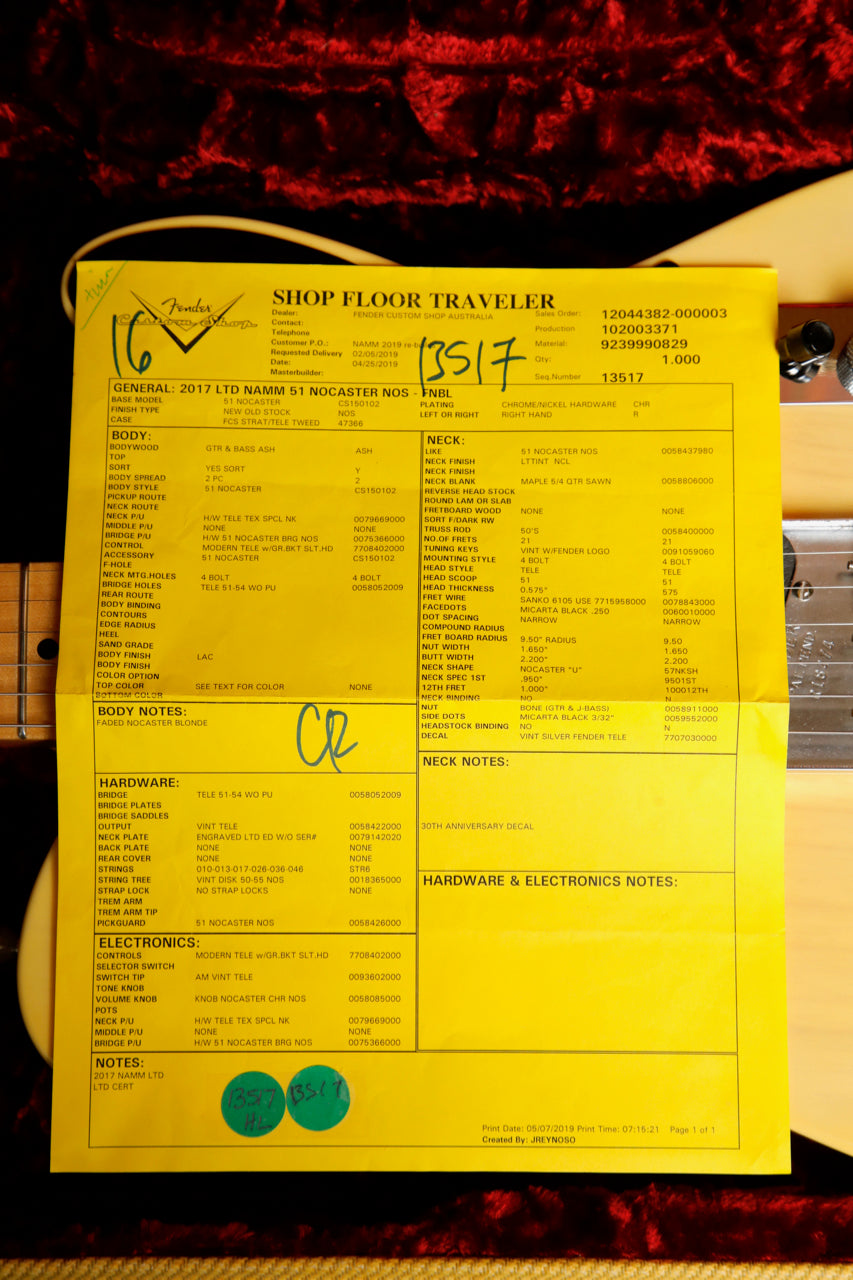 Fender
Custom Shop
SHOP FLOOR TRAVELER
Dealer: FENDER CUSTOM SHOP AUSTRALIA
Contact:
Telephone
Customer P.O.: NAMM 2019
Requested Delivery 02/05/2019
Date: 04/25/2019
Masterbuilder:
Sales Order: 12044382-000003
Production 102003371
Material: 9239990829
Qty: 1.000
Seq.Number 13517
16
13517
GENERAL: 2017 LTD NAMM 51 NOCASTER NOS - FNBL
BASE MODEL 51 NOCASTER CS150102 PLATING CHROME/NICKEL HARDWARE CHR
FINISH TYPE NEW OLD STOCK NOS LEFT OR RIGHT RIGHT HAND R
CASE FCS STRAT/TELE TWEED 47366
BODY:
BODYWOOD GTR & BASS ASH ASH
TOP
SORT YES SORT Y
BODY SPREAD 2 PC 2
BODY STYLE 51 NOCASTER CS150102
PICKUP ROUTE
NECK ROUTE
NECK P/U H/W TELE TEX SPCL NK 0079669000
MIDDLE P/U NONE NONE
BRIDGE P/U H/W 51 NOCASTER BRG NOS 0075366000
CONTROL MODERN TELE w/GR.BKT SLT.HD 7708402000
ACCESSORY 51 NOCASTER CS150102
F-HOLE
NECK MTG.HOLES 4 BOLT 4 BOLT
BRIDGE HOLES TELE 51-54 WO PU 0058052009
REAR ROUTE
BODY BINDING
CONTOURS
EDGE RADIUS
HEEL
SAND GRADE
BODY FINISH LAC
BODY FINISH
COLOR OPTION
TOP COLOR SEE TEXT FOR COLOR NONE
BOTTOM COLOR
BODY NOTES:
FADED NOCASTER BLONDE
CR
HARDWARE:
BRIDGE TELE 51-54 WO PU 0058052009
BRIDGE PLATES
BRIDGE SADDLES
OUTPUT VINT TELE 0058422000
NECK PLATE ENGRAVED LTD ED W/O SER# 0079142020
BACK PLATE NONE NONE
REAR COVER NONE NONE
STRINGS 010-013-017-026-036-046 STR6
STRING TREE VINT DISK 50-55 NOS 0018365000
STRAP LOCK NO STRAP LOCKS NONE
TREM ARM
TREM ARM TIP
PICKGUARD 51 NOCASTER NOS 0058426000
ELECTRONICS:
CONTROLS MODERN TELE w/GR.BKT SLT.HD 7708402000
SELECTOR SWITCH
SWITCH TIP AM VINT TELE 0093602000
TONE KNOB
VOLUME KNOB KNOB NOCASTER CHR NOS 0058085000
POTS
NECK P/U H/W TELE TEX SPCL NK 0079669000
MIDDLE P/U NONE NONE
BRIDGE P/U H/W 51 NOCASTER BRG NOS 0075366000
NECK:
LIKE 51 NOCASTER NOS 0058437980
NECK FINISH LTTINT NCL
NECK FINISH
NECK BLANK MAPLE 5/4 QTR SAWN 0058806000
REVERSE HEAD STOCK
ROUND LAM OR SLAB
FRETBOARD WOOD NONE NONE
SORT F/DARK RW
TRUSS ROD 50'S 0058400000
NO.OF FRETS 21 21
TUNING KEYS VINT W/FENDER LOGO 0091059060
MOUNTING STYLE 4 BOLT 4 BOLT
HEAD STYLE TELE TELE
HEAD SCOOP 51 51
HEAD THICKNESS 0.575" 575
FRET WIRE SANKO 6105 USE 7715958000 0078843000
FACEDOTS MICARTA BLACK .250 0060010000
DOT SPACING NARROW NARROW
COMPOUND RADIUS
FRET BOARD RADIUS 9.50" RADIUS 9.50
NUT WIDTH 1.650" 1.650
BUTT WIDTH 2.200" 2.200
NECK SHAPE NOCASTER "U" 57NKSH
NECK SPEC 1ST .950" 9501ST
12TH FRET 1.000" 100012TH
NECK BINDING NO N
NUT BONE (GTR & J-BASS) 0058911000
SIDE DOTS MICARTA BLACK 3/32" 0059552000
HEADSTOCK BINDING NO N
DECAL VINT SILVER FENDER TELE 7707030000
NECK NOTES:
30TH ANNIVERSARY DECAL
HARDWARE & ELECTRONICS NOTES:
NOTES:
2017 NAMM LTD
LTD CERT
13517
HL
13517
Print Date: 05/07/2019 Print Time: 07:15:21 Page 1 of 1
Created By: JREYNOSO